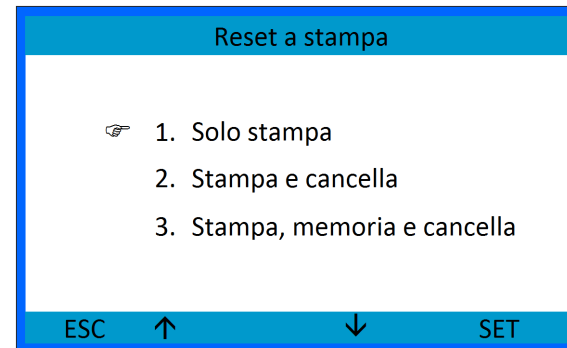 Reset a stampa
☞ 1. Solo stampa
2. Stampa e cancella
3. Stampa, memoria e cancella
ESC ↑ ↓ SET